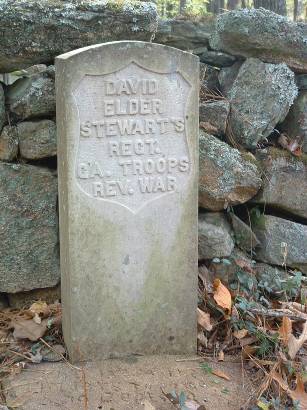 DAVID
ELDER
STEWART'S
REGT.
GA. TROOPS
REV. WAR